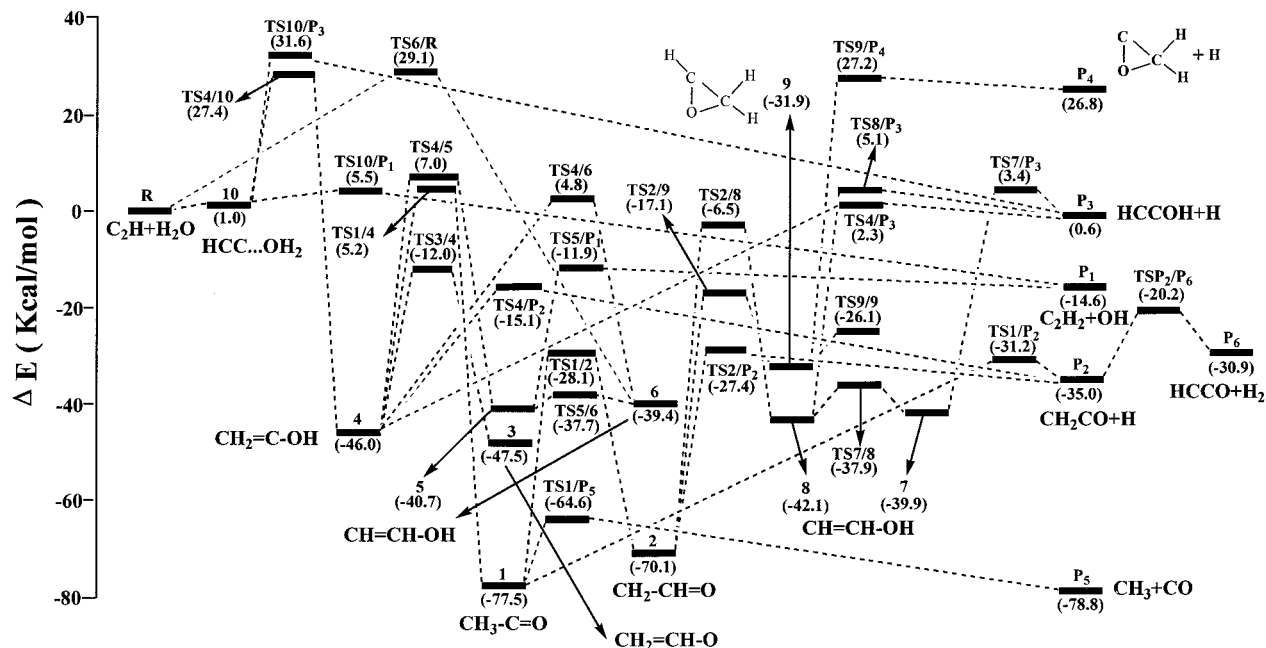 40
20
0
-20
-40
-60
-80
Δ E ( Kcal/mol )
R
C₂H+H₂O
10
(1.0)
HCC...OH₂
TS10/P₃
(31.6)
TS4/10
(27.4)
TS6/R
(29.1)
TS10/P₁
(5.5)
TS4/5
(7.0)
TS1/4
(5.2)
TS3/4
(-12.0)
4
(-46.0)
CH₂=C-OH
TS4/P₂
(-15.1)
TS4/6
(4.8)
TS5/P₁
(-11.9)
TS1/2
(-28.1)
TS5/6
(-37.7)
3
(-47.5)
5
(-40.7)
CH=CH-OH
TS1/P₅
(-64.6)
1
(-77.5)
CH₃-C=O
CH₂=CH-O
6
(-39.4)
2
(-70.1)
CH₂-CH=O
TS2/9
(-17.1)
TS2/8
(-6.5)
TS2/P₂
(-27.4)
H
C
H
O
C
H
9
(-31.9)
TS9/P₄
(27.2)
TS8/P₃
(5.1)
TS4/P₃
(2.3)
TS9/9
(-26.1)
TS7/8
(-37.9)
8
(-42.1)
7
(-39.9)
CH=CH-OH
TS7/P₃
(3.4)
TS1/P₂
(-31.2)
C
H
O
C
H
+ H
P₄
(26.8)
P₃
(0.6)
HCCOH+H
P₁
(-14.6)
C₂H₂+OH
TSP₂/P₆
(-20.2)
P₂
(-35.0)
CH₂CO+H
P₆
(-30.9)
HCCO+H₂
P₅
(-78.8)
CH₃+CO